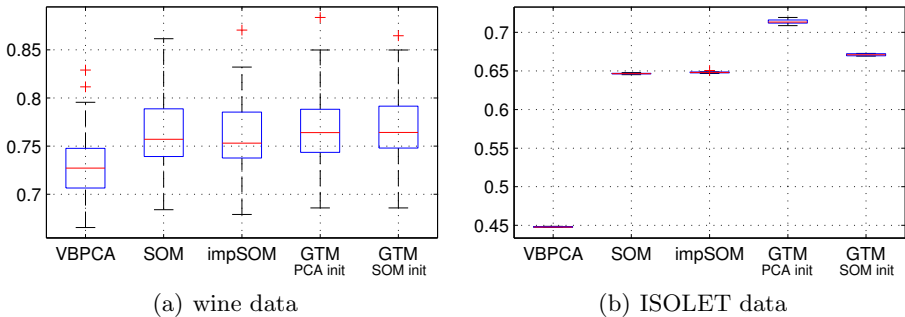 0.85
0.8
0.75
0.7
VBPCA SOM impSOM GTM GTM
PCA init SOM init
(a) wine data
0.7
0.65
0.6
0.55
0.5
0.45
VBPCA SOM impSOM GTM GTM
PCA init SOM init
(b) ISOLET data